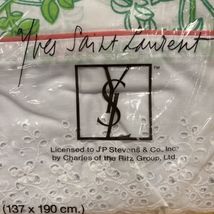 Yves Saint Laurent
YSL
TM
Licensed to J.P. Stevens & Co., Inc.
by Charles of the Ritz Group, Ltd.
(137 x 190 cm.)